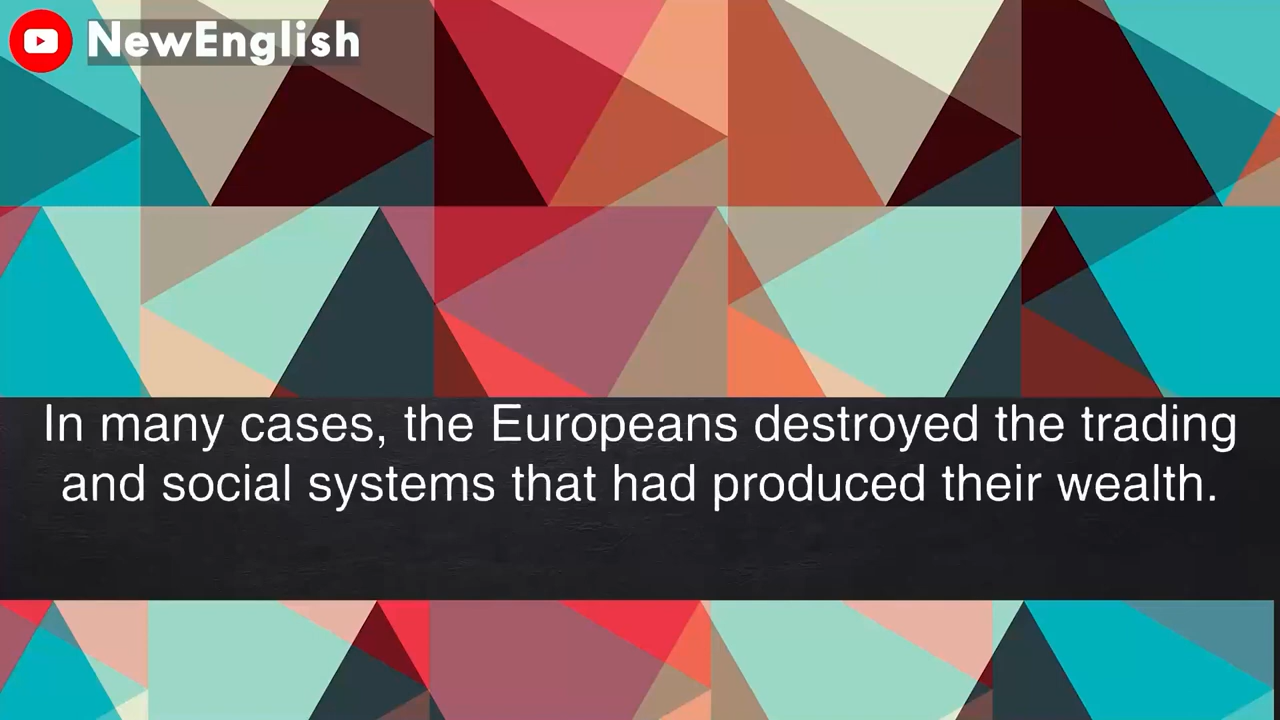 NewEnglish
In many cases, the Europeans destroyed the trading
and social systems that had produced their wealth.